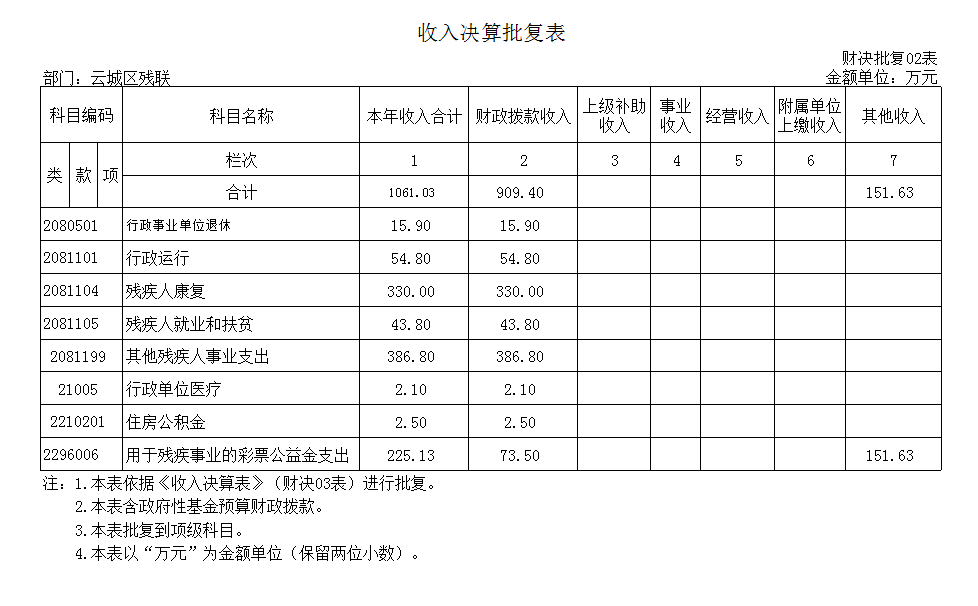 收入决算批复表
财决批复02表
部门：云城区残联 金额单位：万元
科目编码 科目名称 本年收入合计 财政拨款收入 上级补助收入 事业收入 经营收入 附属单位上缴收入 其他收入
类 款 项 栏次 1 2 3 4 5 6 7
合计 1061.03 909.40 151.63
2080501 行政事业单位退休 15.90 15.90
2081101 行政运行 54.80 54.80
2081104 残疾人康复 330.00 330.00
2081105 残疾人就业和扶贫 43.80 43.80
2081199 其他残疾人事业支出 386.80 386.80
21005 行政单位医疗 2.10 2.10
2210201 住房公积金 2.50 2.50
2296006 用于残疾事业的彩票公益金支出 225.13 73.50 151.63
注：1.本表依据《收入决算表》（财决03表）进行批复。
2.本表含政府性基金预算财政拨款。
3.本表批复到项级科目。
4.本表以“万元”为金额单位（保留两位小数）。